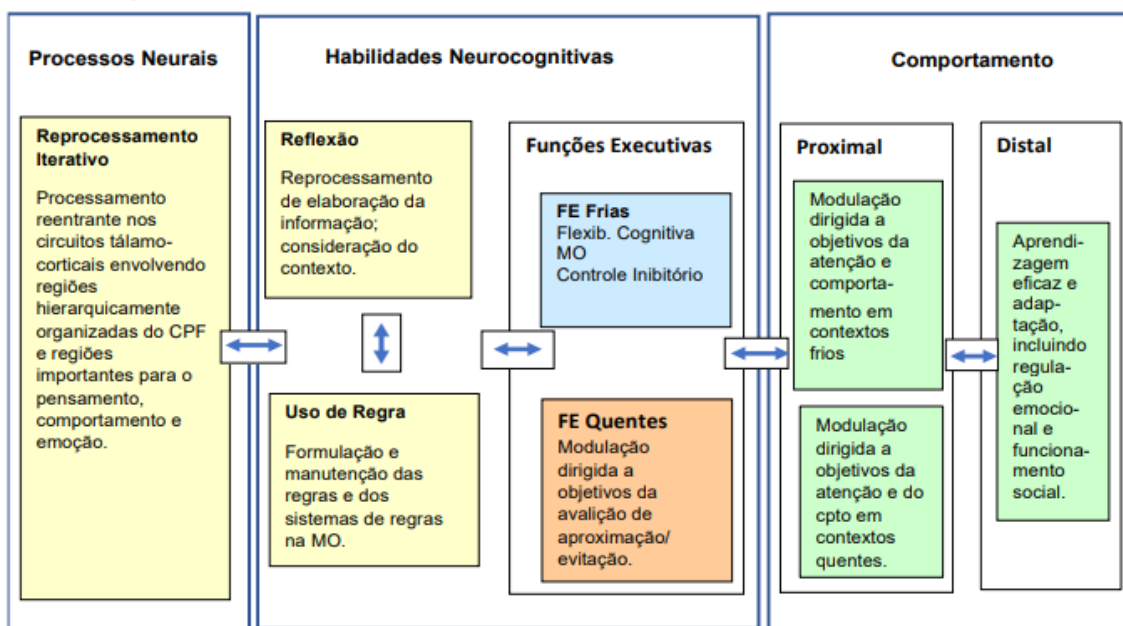 Processos Neurais
Reprocessamento
Iterativo
Processamento
reentrante nos
circuitos tálamo-
corticais envolvendo
regiões
hierarquicamente
organizadas do CPF
e regiões
importantes para o
pensamento,
comportamento e
emoção.
Habilidades Neurocognitivas
Reflexão
Reprocessamento
de elaboração da
informação;
consideração do
contexto.
Uso de Regra
Formulação e
manutenção das
regras e dos
sistemas de regras
na MO.
Funções Executivas
FE Frias
Flexib. Cognitiva
MO
Controle Inibitório
FE Quentes
Modulação
dirigida a
objetivos da
avalição de
aproximação/
evitação.
Comportamento
Proximal
Modulação
dirigida a
objetivos da
atenção e
comporta-
mento em
contextos
frios
Modulação
dirigida a
objetivos da
atenção e do
cpto em
contextos
quentes.
Distal
Aprendi-
zagem
eficaz e
adap-
tação,
incluindo
regula-
ção
emocio-
nal e
funciona-
mento
social.